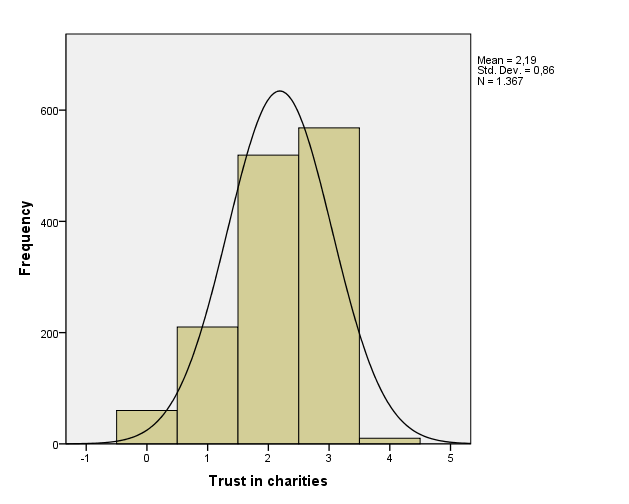 Mean = 2,19
Std. Dev. = 0,86
N = 1.367
600
400
200
0
Frequency
-1 0 1 2 3 4 5
Trust in charities